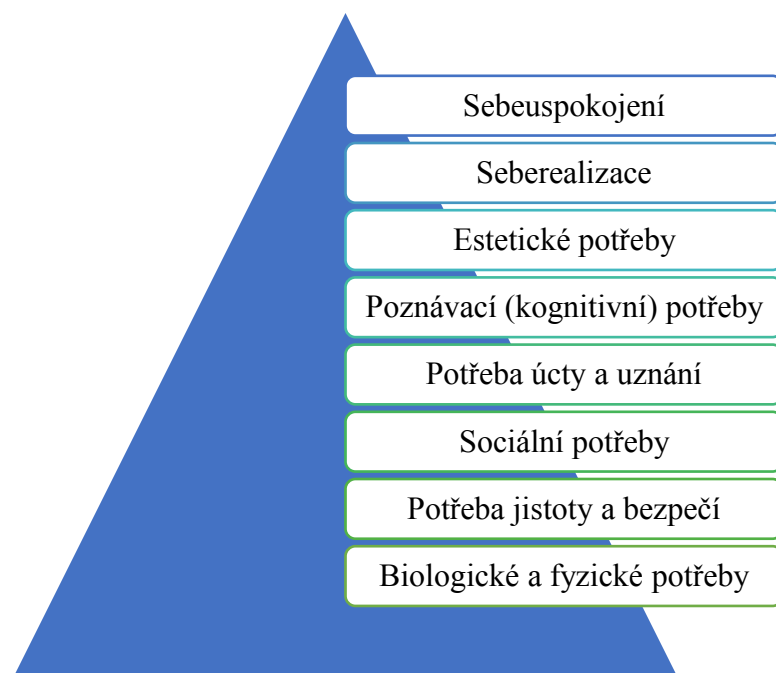 Sebeuspokojení
Seberealizace
Estetické potřeby
Poznávací (kognitivní) potřeby
Potřeba úcty a uznání
Sociální potřeby
Potřeba jistoty a bezpečí
Biologické a fyzické potřeby